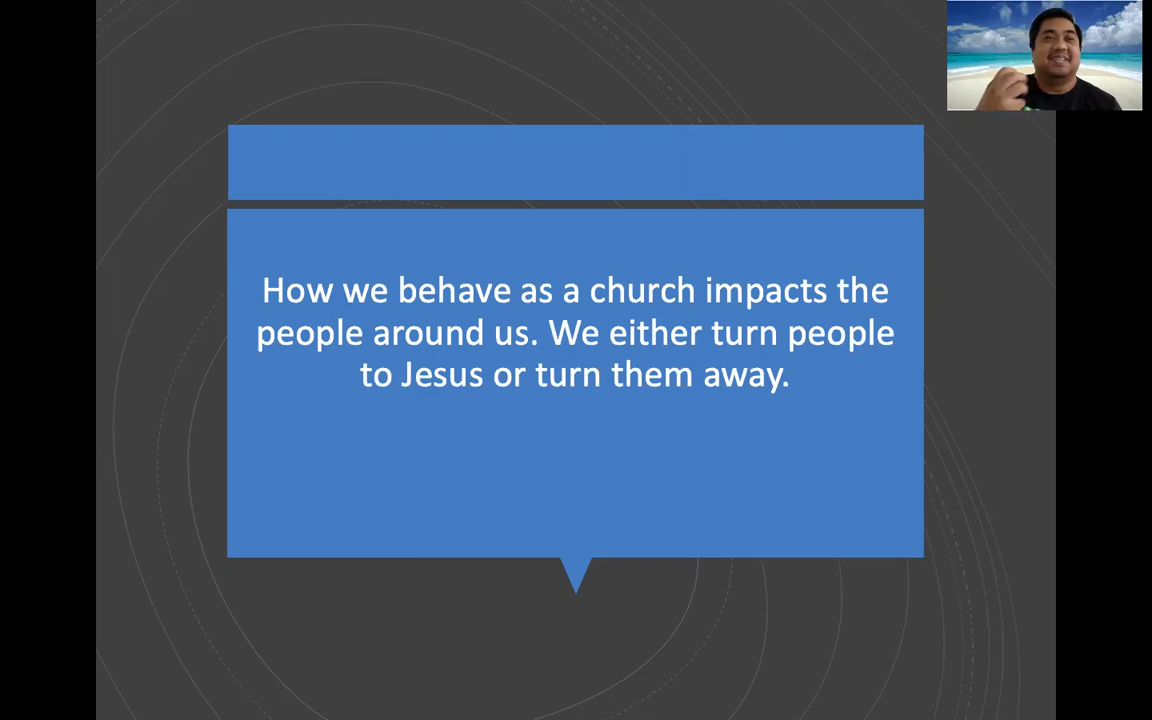 How we behave as a church impacts the
people around us. We either turn people
to Jesus or turn them away.